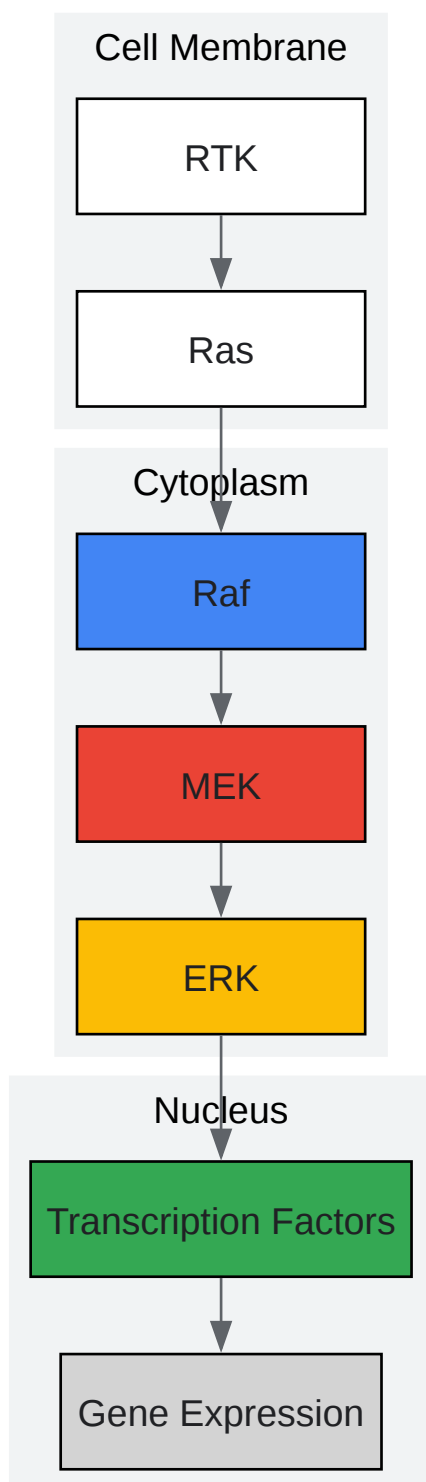 Cell Membrane
RTK
Ras
Cytoplasm
Raf
MEK
ERK
Nucleus
Transcription Factors
Gene Expression